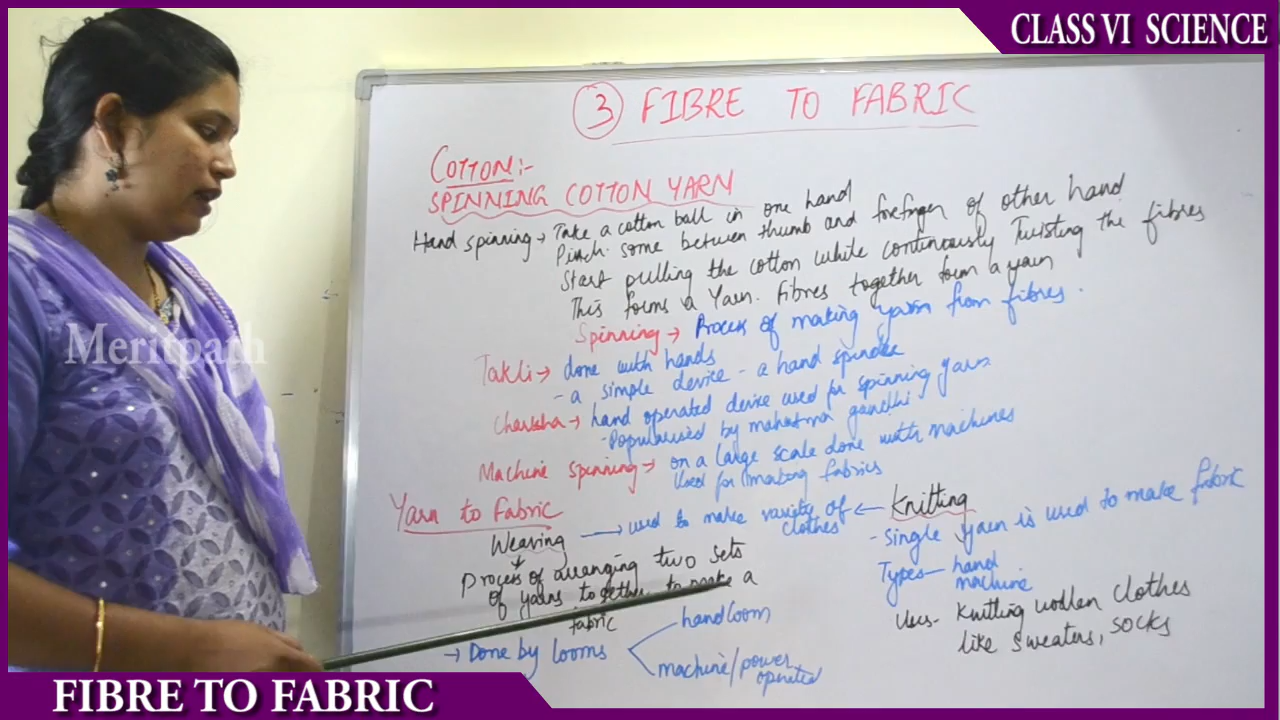 CLASS VI SCIENCE
3 FIBRE TO FABRIC
COTTON:-
SPINNING COTTON YARN
Hand spinning → Take a cotton ball in one hand
Pinch some between thumb and forefinger of other hand
Start pulling the cotton while continuously Twisting the fibres
This forms a Yarn. Fibres together form a yarn
Spinning → Process of making yarn from fibres.
Takli → done with hands
- a simple device - a hand spindle
Charkha → hand operated device used for spinning yarn
- Popularised by mahatma gandhi
Machine spinning → on a large scale done with machines
Used for making fabrics
Yarn to Fabric
Weaving → used to make variety of clothes ← Knitting
Process of arranging two sets
of yarns together to make a
fabric
→ Done by looms
handloom
machine/power operated
- Single yarn is used to make fabric
Types - hand
machine
Uses - Knitting wollen clothes
like sweaters, socks
Meritpath
FIBRE TO FABRIC